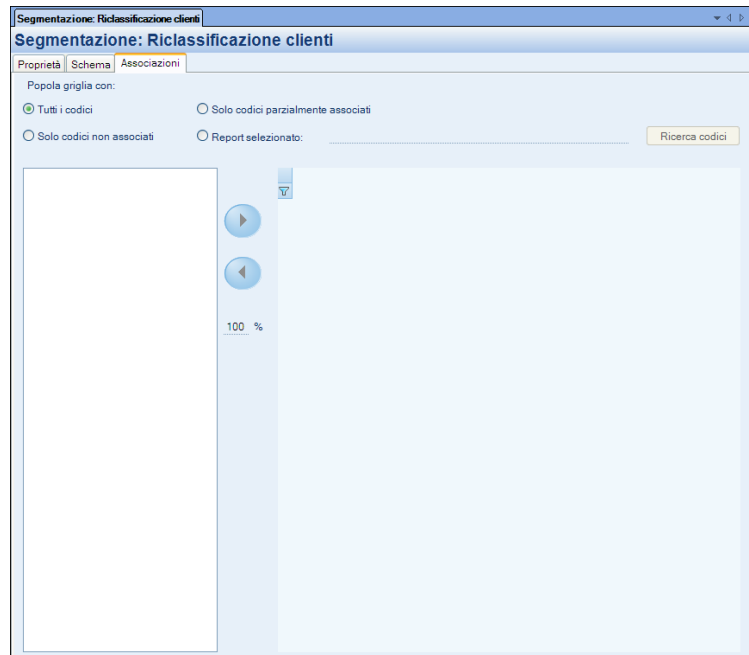 Segmentazione: Riclassificazione clienti
Segmentazione: Riclassificazione clienti
Proprietà Schema Associazioni
Popola griglia con:
Tutti i codici Solo codici parzialmente associati
Solo codici non associati Report selezionato: Ricerca codici
100 %